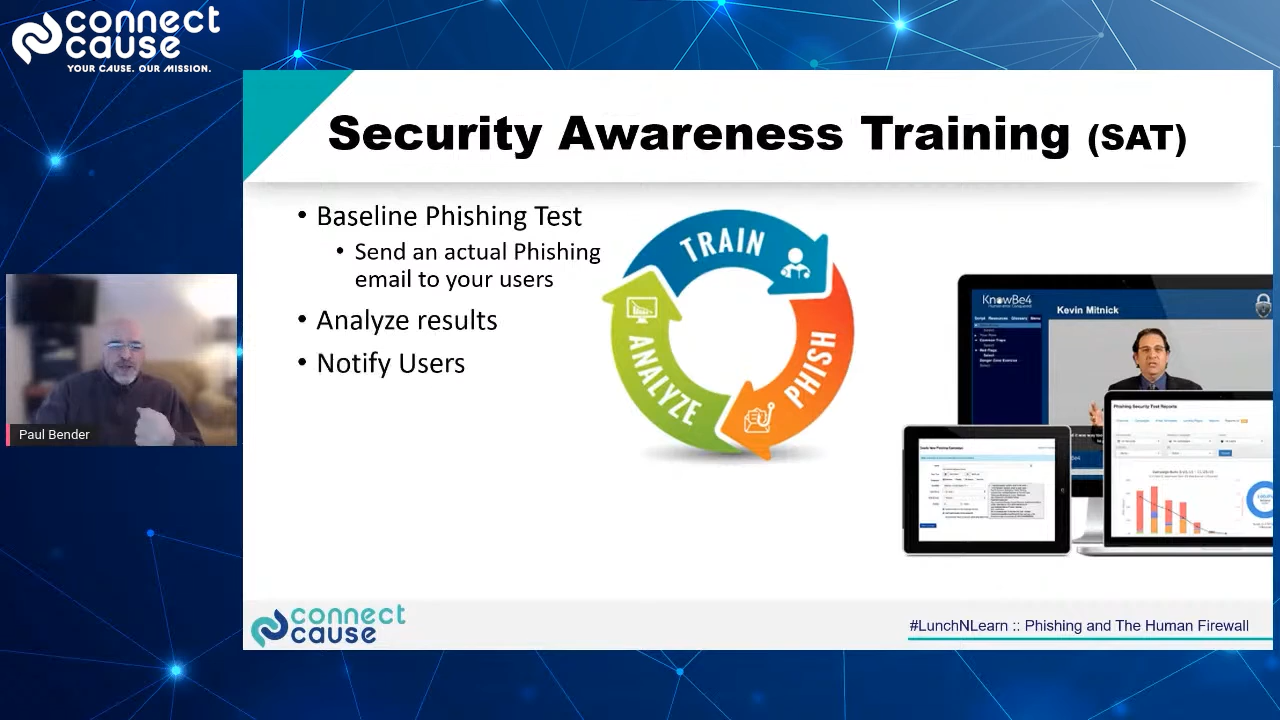 connect
cause
YOUR CAUSE. OUR MISSION.
Security Awareness Training (SAT)
• Baseline Phishing Test
• Send an actual Phishing
email to your users
• Analyze results
• Notify Users
TRAIN
PHISH
ANALYZE
KnowBe4
Kevin Mitnick
Phishing Security Test Reports
Paul Bender
connect
cause
#LunchNLearn :: Phishing and The Human Firewall